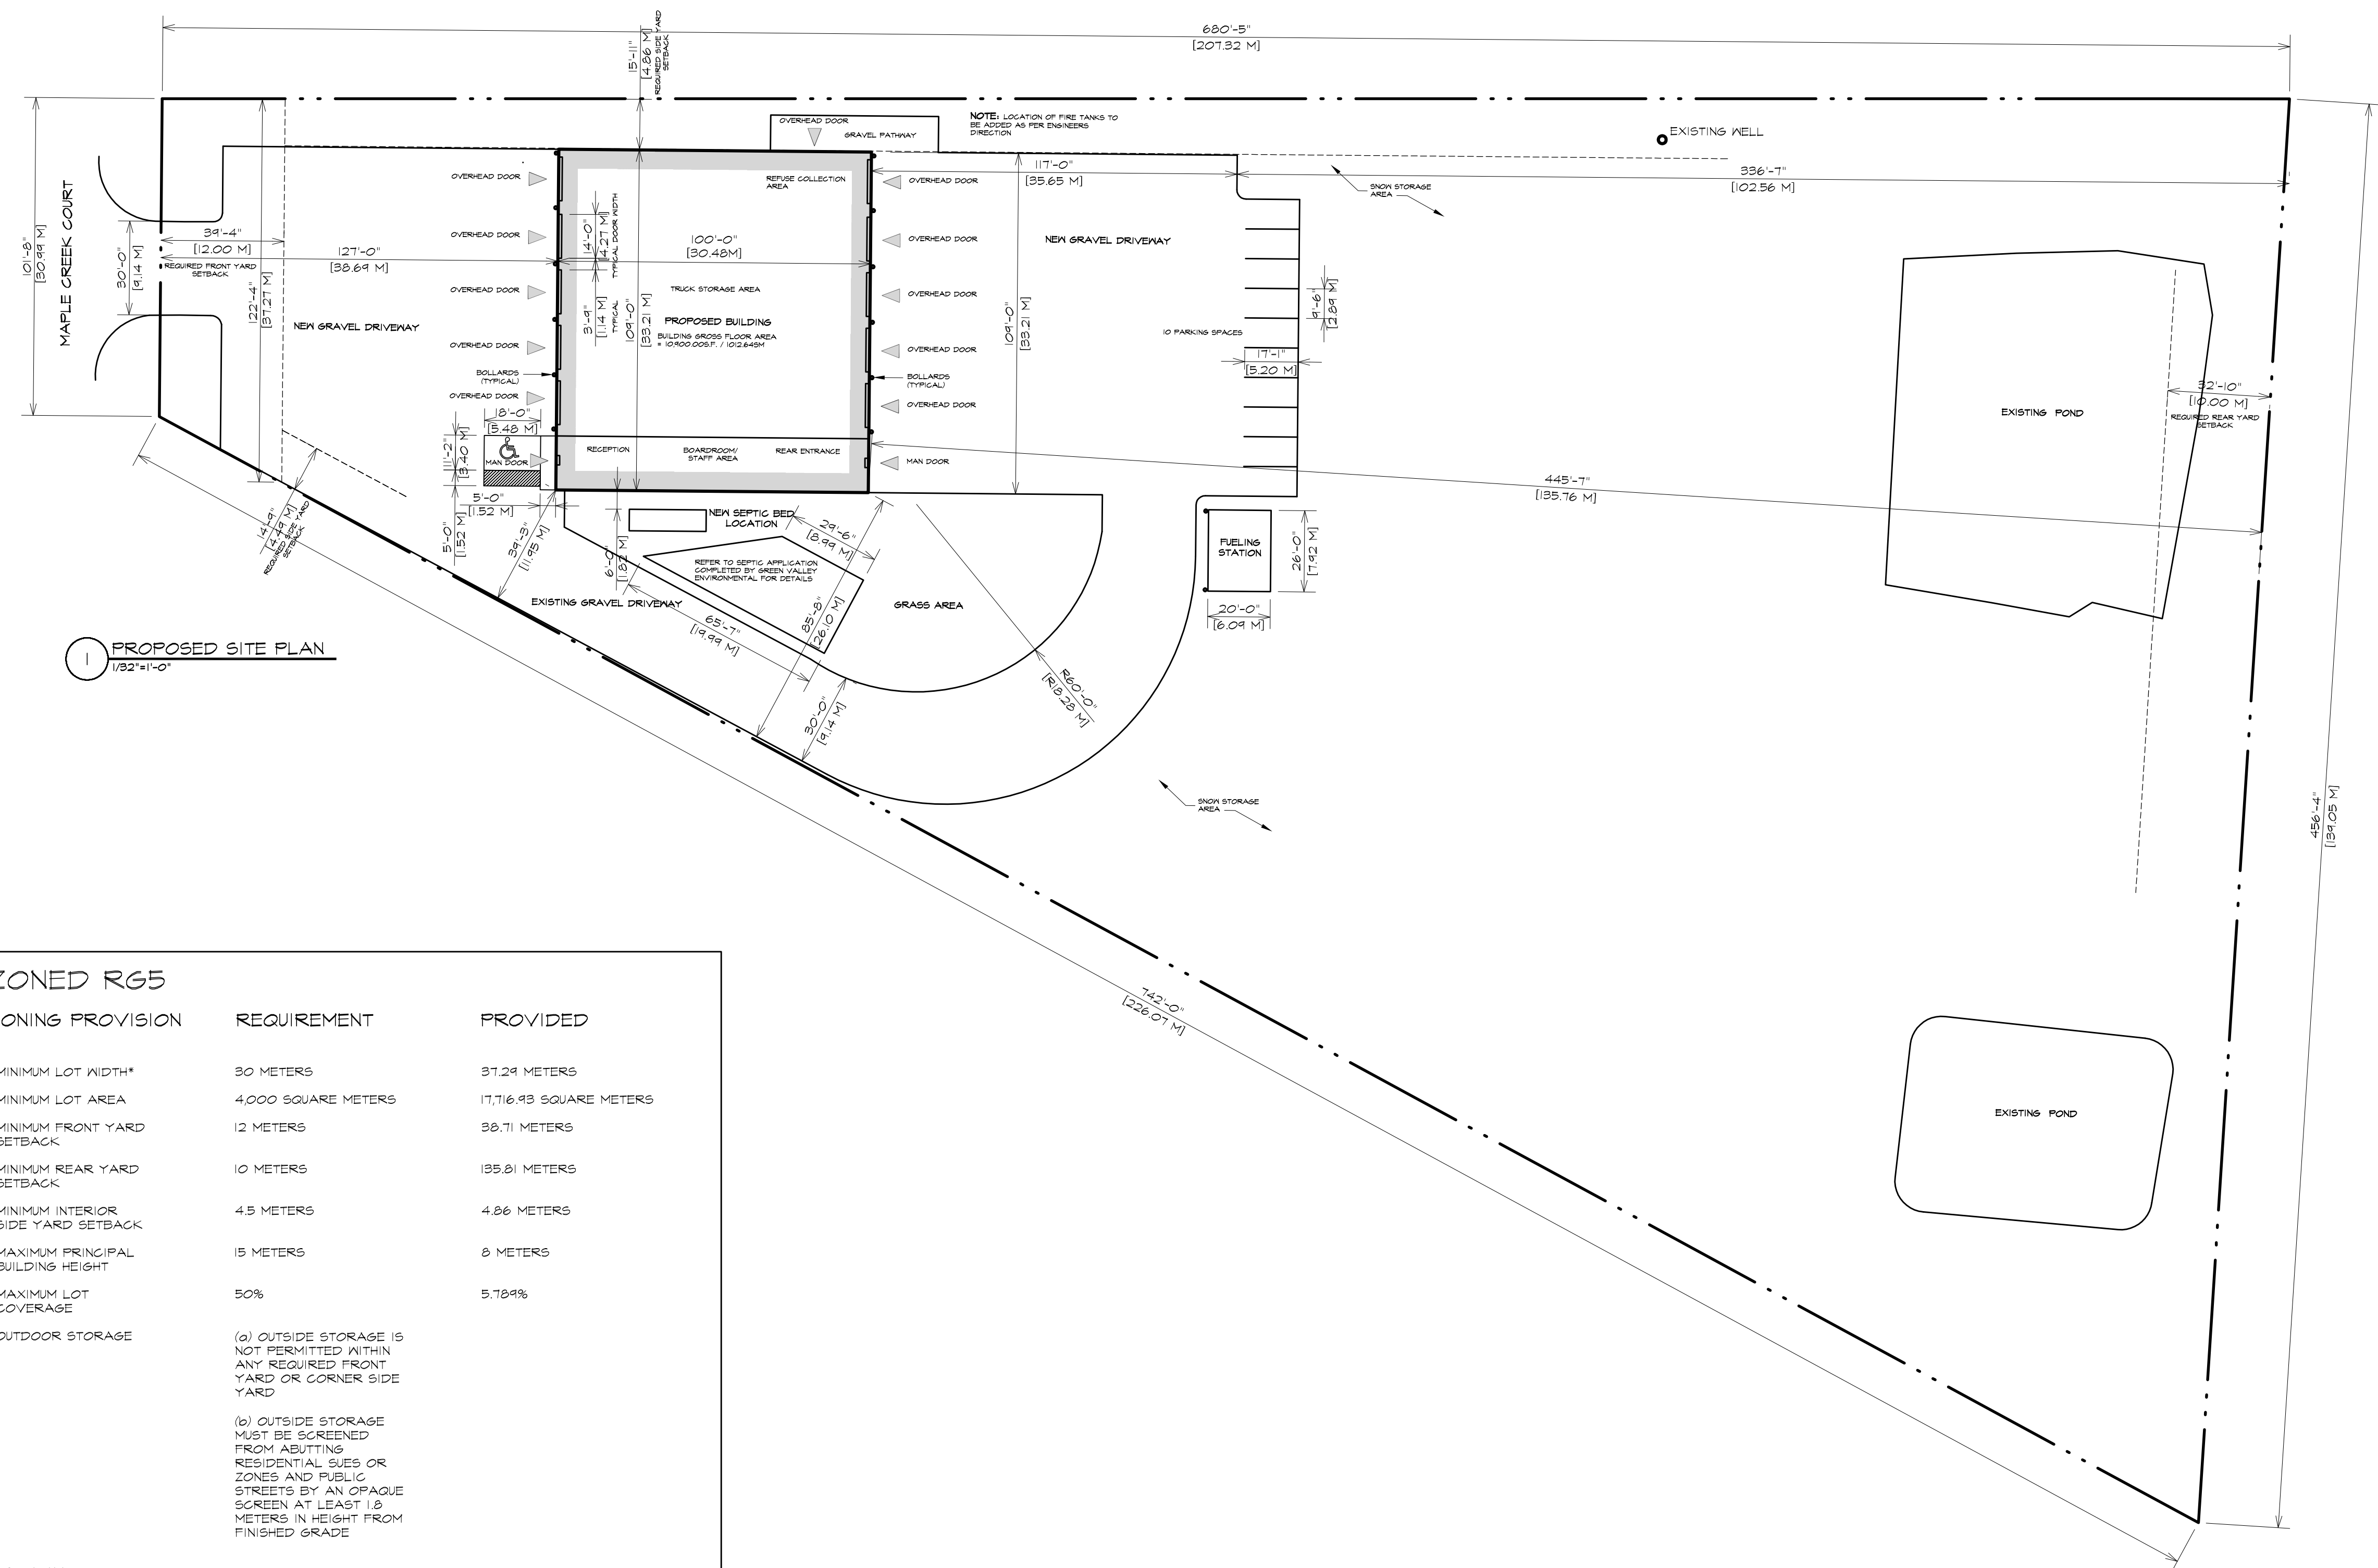 680'-5"
[207.32 M]
15'-11"
[4.86 M]
REQUIRED SIDE YARD
SETBACK
101'-8"
[30.99 M]
MAPLE CREEK COURT
30'-0"
[9.14 M]
39'-4"
[12.00 M]
REQUIRED FRONT YARD
SETBACK
122'-4"
[37.27 M]
127'-0"
[38.69 M]
NEW GRAVEL DRIVEWAY
OVERHEAD DOOR
OVERHEAD DOOR
OVERHEAD DOOR
OVERHEAD DOOR
BOLLARDS
(TYPICAL)
OVERHEAD DOOR
18'-0"
[5.48 M]
11'-2"
[3.40 M]
MAN DOOR
5'-0"
[1.52 M]
5'-0"
[1.52 M]
OVERHEAD DOOR
GRAVEL PATHWAY
NOTE: LOCATION OF FIRE TANKS TO
BE ADDED AS PER ENGINEERS
DIRECTION
REFUSE COLLECTION
AREA
14'-0"
[4.27 M]
TYPICAL DOOR WIDTH
3'-9"
[1.14 M]
TYPICAL
100'-0"
[30.48M]
109'-0"
[33.21 M]
TRUCK STORAGE AREA
PROPOSED BUILDING
BUILDING GROSS FLOOR AREA
= 10,900.00S.F. / 1012.64SM
RECEPTION
BOARDROOM/
STAFF AREA
REAR ENTRANCE
OVERHEAD DOOR
OVERHEAD DOOR
OVERHEAD DOOR
OVERHEAD DOOR
BOLLARDS
(TYPICAL)
OVERHEAD DOOR
MAN DOOR
117'-0"
[35.65 M]
109'-0"
[33.21 M]
NEW GRAVEL DRIVEWAY
10 PARKING SPACES
17'-1"
[5.20 M]
9'-6"
[2.89 M]
SNOW STORAGE
AREA
EXISTING WELL
336'-7"
[102.56 M]
EXISTING POND
32'-10"
[10.00 M]
REQUIRED REAR YARD
SETBACK
445'-7"
[135.76 M]
14'-9"
[4.49 M]
REQUIRED SIDE YARD
SETBACK
39'-3"
[11.95 M]
6'-0"
[1.82 M]
NEW SEPTIC BED
LOCATION
29'-6"
[8.99 M]
REFER TO SEPTIC APPLICATION
COMPLETED BY GREEN VALLEY
ENVIRONMENTAL FOR DETAILS
EXISTING GRAVEL DRIVEWAY
65'-7"
[19.99 M]
85'-8"
[26.10 M]
GRASS AREA
30'-0"
[9.14 M]
R60'-0"
[R18.28 M]
FUELING
STATION
26'-0"
[7.92 M]
20'-0"
[6.09 M]
1
PROPOSED SITE PLAN
1/32"=1'-0"
SNOW STORAGE
AREA
456'-4"
[139.05 M]
742'-0"
[226.07 M]
EXISTING POND
ZONED RG5
ONING PROVISION REQUIREMENT PROVIDED
MINIMUM LOT WIDTH* 30 METERS 37.29 METERS
MINIMUM LOT AREA 4,000 SQUARE METERS 17,716.93 SQUARE METERS
MINIMUM FRONT YARD 12 METERS 38.71 METERS
SETBACK
MINIMUM REAR YARD 10 METERS 135.81 METERS
SETBACK
MINIMUM INTERIOR 4.5 METERS 4.86 METERS
SIDE YARD SETBACK
MAXIMUM PRINCIPAL 15 METERS 8 METERS
BUILDING HEIGHT
MAXIMUM LOT 50% 5.789%
COVERAGE
OUTDOOR STORAGE (a) OUTSIDE STORAGE IS
NOT PERMITTED WITHIN
ANY REQUIRED FRONT
YARD OR CORNER SIDE
YARD
(b) OUTSIDE STORAGE
MUST BE SCREENED
FROM ABUTTING
RESIDENTIAL SUES OR
ZONES AND PUBLIC
STREETS BY AN OPAQUE
SCREEN AT LEAST 1.8
METERS IN HEIGHT FROM
FINISHED GRADE